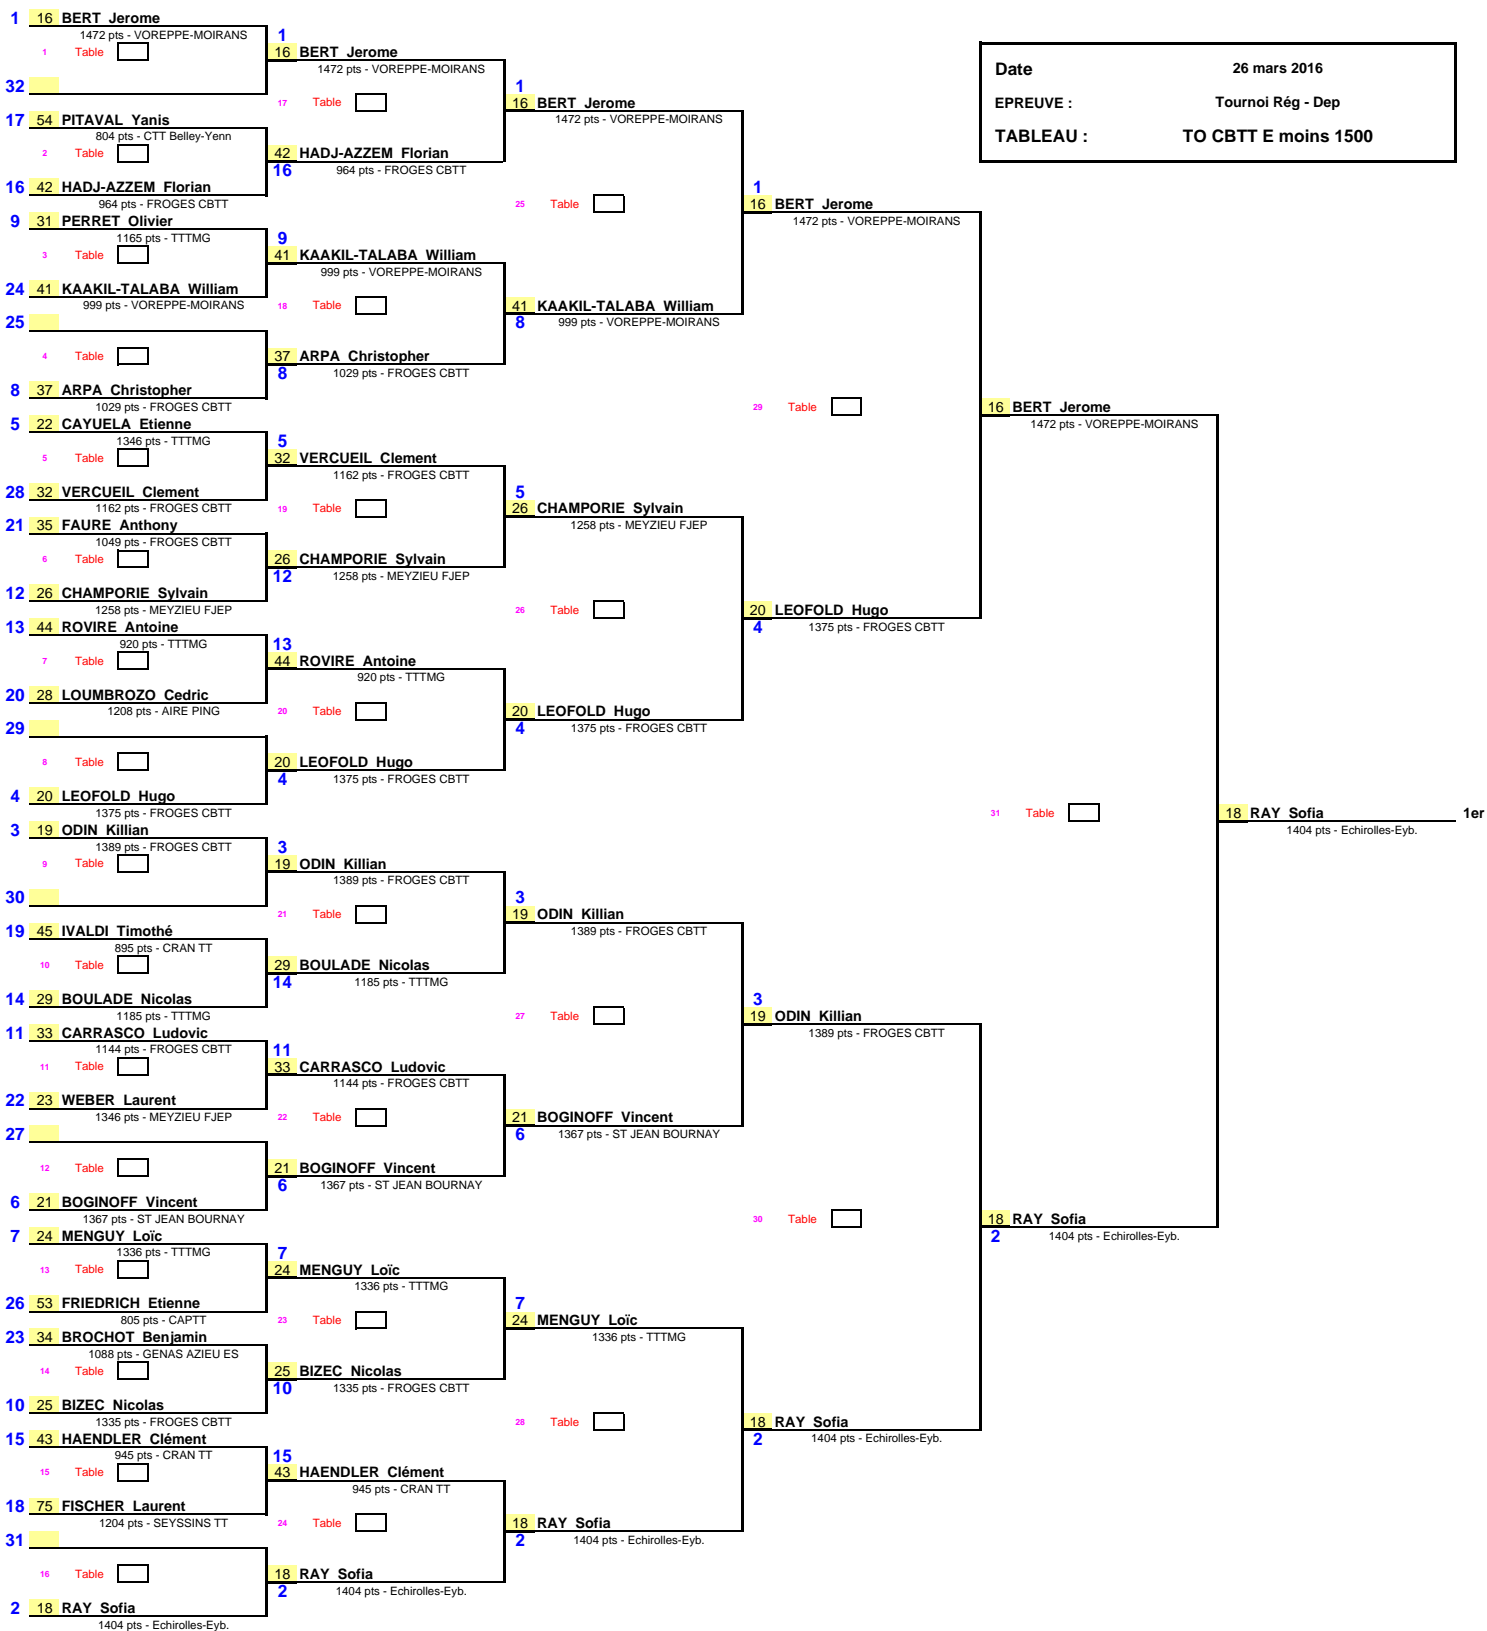 Date 26 mars 2016
EPREUVE : Tournoi Rég - Dep
TABLEAU : TO CBTT E moins 1500
1 16 BERT Jerome
1472 pts - VOREPPE-MOIRANS
1 Table
32
17 54 PITAVAL Yanis
804 pts - CTT Belley-Yenn
2 Table
16 42 HADJ-AZZEM Florian
964 pts - FROGES CBTT
9 31 PERRET Olivier
1165 pts - TTTMG
3 Table
24 41 KAAKIL-TALABA William
999 pts - VOREPPE-MOIRANS
25
4 Table
8 37 ARPA Christopher
1029 pts - FROGES CBTT
5 22 CAYUELA Etienne
1346 pts - TTTMG
5 Table
28 32 VERCUEIL Clement
1162 pts - FROGES CBTT
21 35 FAURE Anthony
1049 pts - FROGES CBTT
6 Table
12 26 CHAMPORIE Sylvain
1258 pts - MEYZIEU FJEP
13 44 ROVIRE Antoine
920 pts - TTTMG
7 Table
20 28 LOUMBROZO Cedric
1208 pts - AIRE PING
29
8 Table
4 20 LEOFOLD Hugo
1375 pts - FROGES CBTT
3 19 ODIN Killian
1389 pts - FROGES CBTT
9 Table
30
19 45 IVALDI Timothé
895 pts - CRAN TT
10 Table
14 29 BOULADE Nicolas
1185 pts - TTTMG
11 33 CARRASCO Ludovic
1144 pts - FROGES CBTT
11 Table
22 23 WEBER Laurent
1346 pts - MEYZIEU FJEP
27
12 Table
6 21 BOGINOFF Vincent
1367 pts - ST JEAN BOURNAY
7 24 MENGUY Loïc
1336 pts - TTTMG
13 Table
26 53 FRIEDRICH Etienne
805 pts - CAPTT
23 34 BROCHOT Benjamin
1088 pts - GENAS AZIEU ES
14 Table
10 25 BIZEC Nicolas
1335 pts - FROGES CBTT
15 43 HAENDLER Clément
945 pts - CRAN TT
15 Table
18 75 FISCHER Laurent
1204 pts - SEYSSINS TT
31
16 Table
2 18 RAY Sofia
1404 pts - Echirolles-Eyb.
1
16 BERT Jerome
1472 pts - VOREPPE-MOIRANS
17 Table
42 HADJ-AZZEM Florian
16 964 pts - FROGES CBTT
9
41 KAAKIL-TALABA William
999 pts - VOREPPE-MOIRANS
18 Table
37 ARPA Christopher
8 1029 pts - FROGES CBTT
5
32 VERCUEIL Clement
1162 pts - FROGES CBTT
19 Table
26 CHAMPORIE Sylvain
12 1258 pts - MEYZIEU FJEP
13
44 ROVIRE Antoine
920 pts - TTTMG
20 Table
20 LEOFOLD Hugo
4 1375 pts - FROGES CBTT
3
19 ODIN Killian
1389 pts - FROGES CBTT
21 Table
29 BOULADE Nicolas
14 1185 pts - TTTMG
11
33 CARRASCO Ludovic
1144 pts - FROGES CBTT
22 Table
21 BOGINOFF Vincent
6 1367 pts - ST JEAN BOURNAY
7
24 MENGUY Loïc
1336 pts - TTTMG
23 Table
25 BIZEC Nicolas
10 1335 pts - FROGES CBTT
15
43 HAENDLER Clément
945 pts - CRAN TT
24 Table
18 RAY Sofia
2 1404 pts - Echirolles-Eyb.
1
16 BERT Jerome
1472 pts - VOREPPE-MOIRANS
25 Table
41 KAAKIL-TALABA William
8 999 pts - VOREPPE-MOIRANS
5
26 CHAMPORIE Sylvain
1258 pts - MEYZIEU FJEP
26 Table
20 LEOFOLD Hugo
4 1375 pts - FROGES CBTT
3
19 ODIN Killian
1389 pts - FROGES CBTT
27 Table
21 BOGINOFF Vincent
6 1367 pts - ST JEAN BOURNAY
7
24 MENGUY Loïc
1336 pts - TTTMG
28 Table
18 RAY Sofia
2 1404 pts - Echirolles-Eyb.
1
16 BERT Jerome
1472 pts - VOREPPE-MOIRANS
29 Table
20 LEOFOLD Hugo
4 1375 pts - FROGES CBTT
3
19 ODIN Killian
1389 pts - FROGES CBTT
30 Table
18 RAY Sofia
2 1404 pts - Echirolles-Eyb.
16 BERT Jerome
1472 pts - VOREPPE-MOIRANS
31 Table
18 RAY Sofia
2 1404 pts - Echirolles-Eyb.
18 RAY Sofia 1er
1404 pts - Echirolles-Eyb.